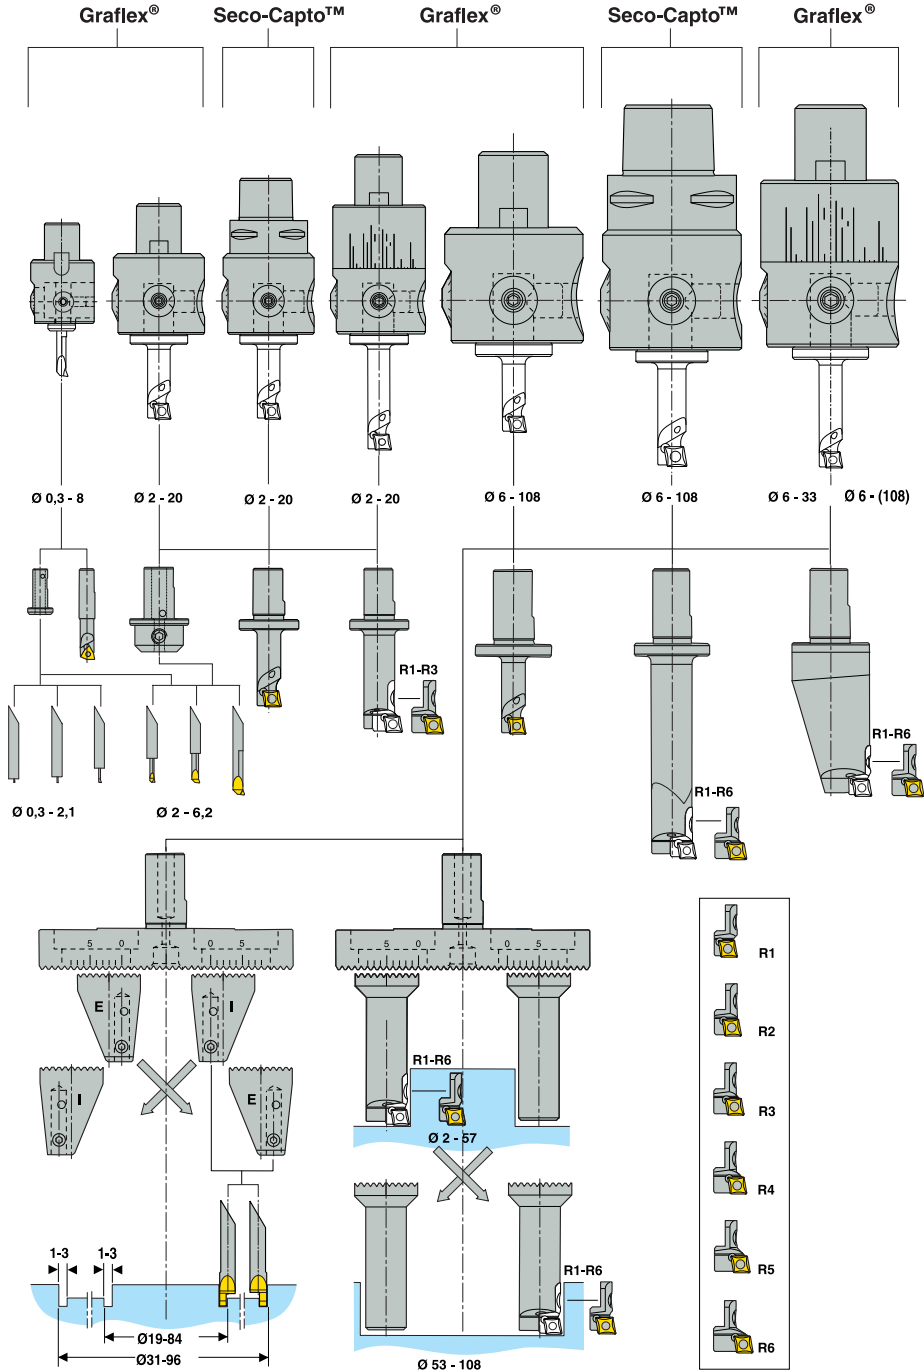 Graflex® Seco-Capto™ Graflex® Seco-Capto™ Graflex®
Ø 0,3 - 8 Ø 2 - 20 Ø 2 - 20 Ø 2 - 20 Ø 6 - 108 Ø 6 - 108 Ø 6 - 33 Ø 6 - (108)
R1-R3
R1-R6
R1-R6
Ø 0,3 - 2,1 Ø 2 - 6,2
5 0 0 5 5 0 0 5
E I
R1-R6
I E
Ø 2 - 57
1-3 1-3
R1-R6
Ø19-84
Ø31-96
Ø 53 - 108
R1
R2
R3
R4
R5
R6